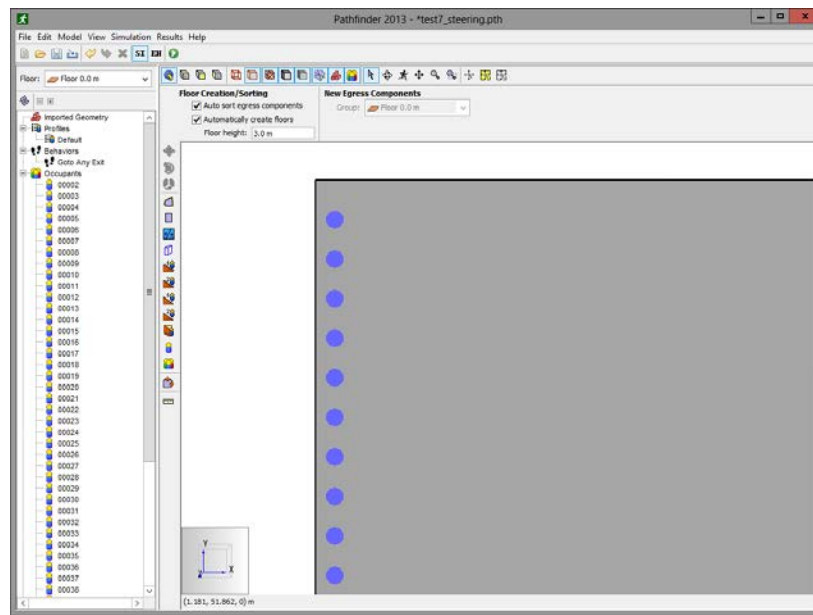 Pathfinder 2013 - *test7_steering.pth
File Edit Model View Simulation Results Help
SI EN
Floor: Floor 0.0 m
Floor Creation/Sorting
Auto sort egress components
Automatically create floors
Floor height: 3.0 m
New Egress Components
Group: Floor 0.0 m
Imported Geometry
Profiles
Default
Behaviors
Goto Any Exit
Occupants
00002
00003
00004
00005
00006
00007
00008
00009
00010
00011
00012
00013
00014
00015
00016
00017
00018
00019
00020
00021
00022
00023
00024
00025
00026
00027
00028
00029
00030
00031
00032
00033
00034
00035
00036
00037
00038
Y
X
Z
(1.181, 51.862, 0) m